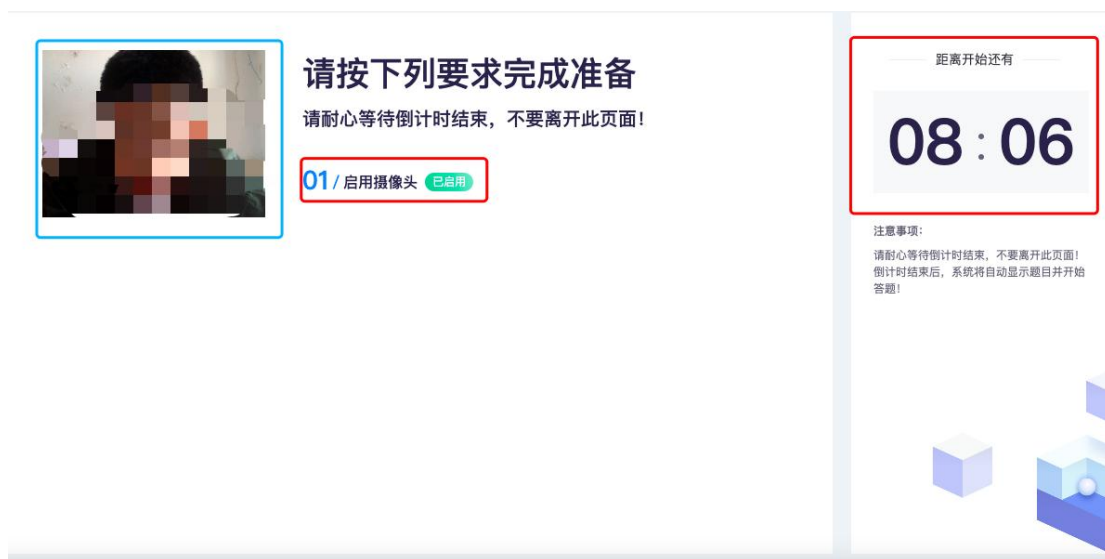 请按下列要求完成准备
请耐心等待倒计时结束，不要离开此页面！
01 / 启用摄像头 已启用
距离开始还有
08 : 06
注意事项：
请耐心等待倒计时结束，不要离开此页面！
倒计时结束后，系统将自动显示题目并开始
答题！